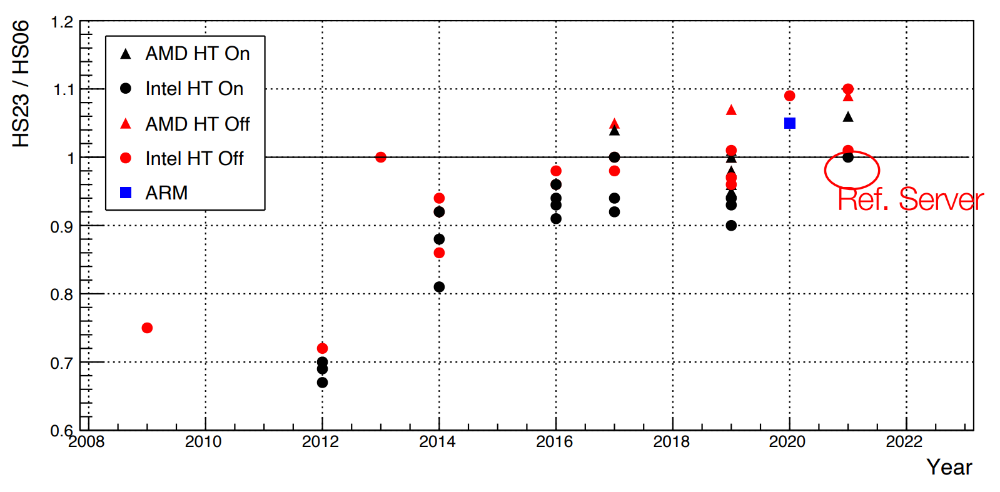 HS23 / HS06
1.2
1.1
1
0.9
0.8
0.7
0.6
AMD HT On
Intel HT On
AMD HT Off
Intel HT Off
ARM
Ref. Server
2008 2010 2012 2014 2016 2018 2020 2022
Year